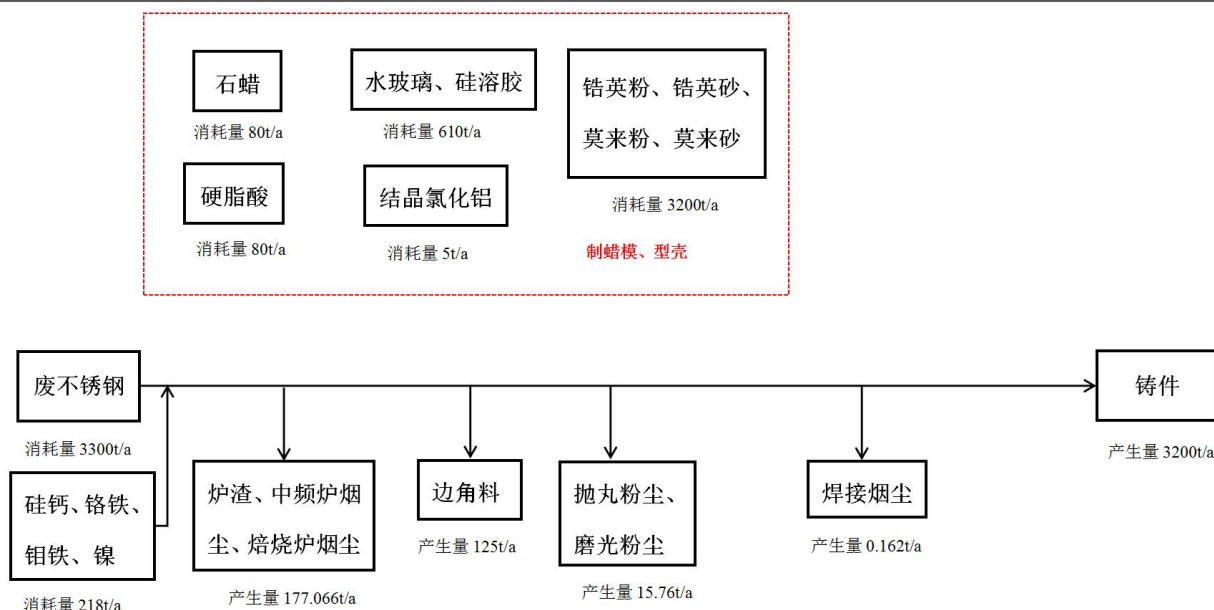 石蜡
消耗量 80t/a
水玻璃、硅溶胶
消耗量 610t/a
锆英粉、锆英砂、
莫来粉、莫来砂
消耗量 3200t/a
硬脂酸
消耗量 80t/a
结晶氯化铝
消耗量 5t/a
制蜡模、型壳
废不锈钢
消耗量 3300t/a
硅钙、铬铁、
钼铁、镍
消耗量 218t/a
炉渣、中频炉烟
尘、焙烧炉烟尘
产生量 177.066t/a
边角料
产生量 125t/a
抛丸粉尘、
磨光粉尘
产生量 15.76t/a
焊接烟尘
产生量 0.162t/a
铸件
产生量 3200t/a